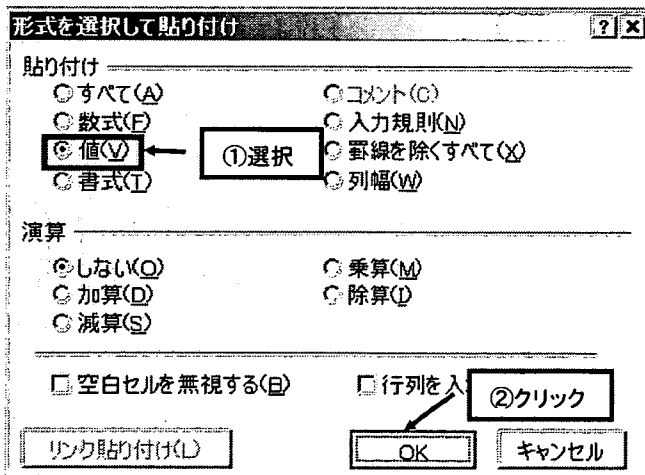 形式を選択して貼り付け
貼り付け
すべて(A)
コメント(C)
数式(F)
入力規則(N)
値(V)
①選択
罫線を除くすべて(X)
書式(T)
列幅(W)
演算
しない(O)
乗算(M)
加算(D)
除算(I)
減算(S)
空白セルを無視する(B)
行列を入
②クリック
リンク貼り付け(L)
OK
キャンセル